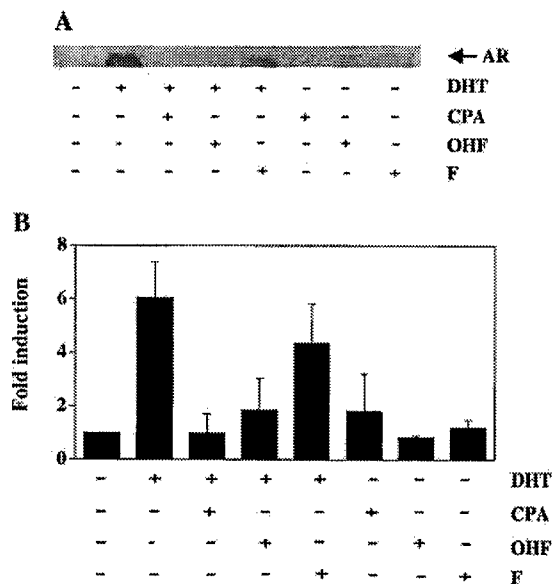 A
← AR
- + + + + - - - DHT
- - + - - + - - CPA
- - - + - - + - OHF
- - - - + - - + F
B
8
6
4
2
0
Fold induction
- + + + + - - - DHT
- - + - - + - - CPA
- - - + - - + - OHF
- - - - + - - + F